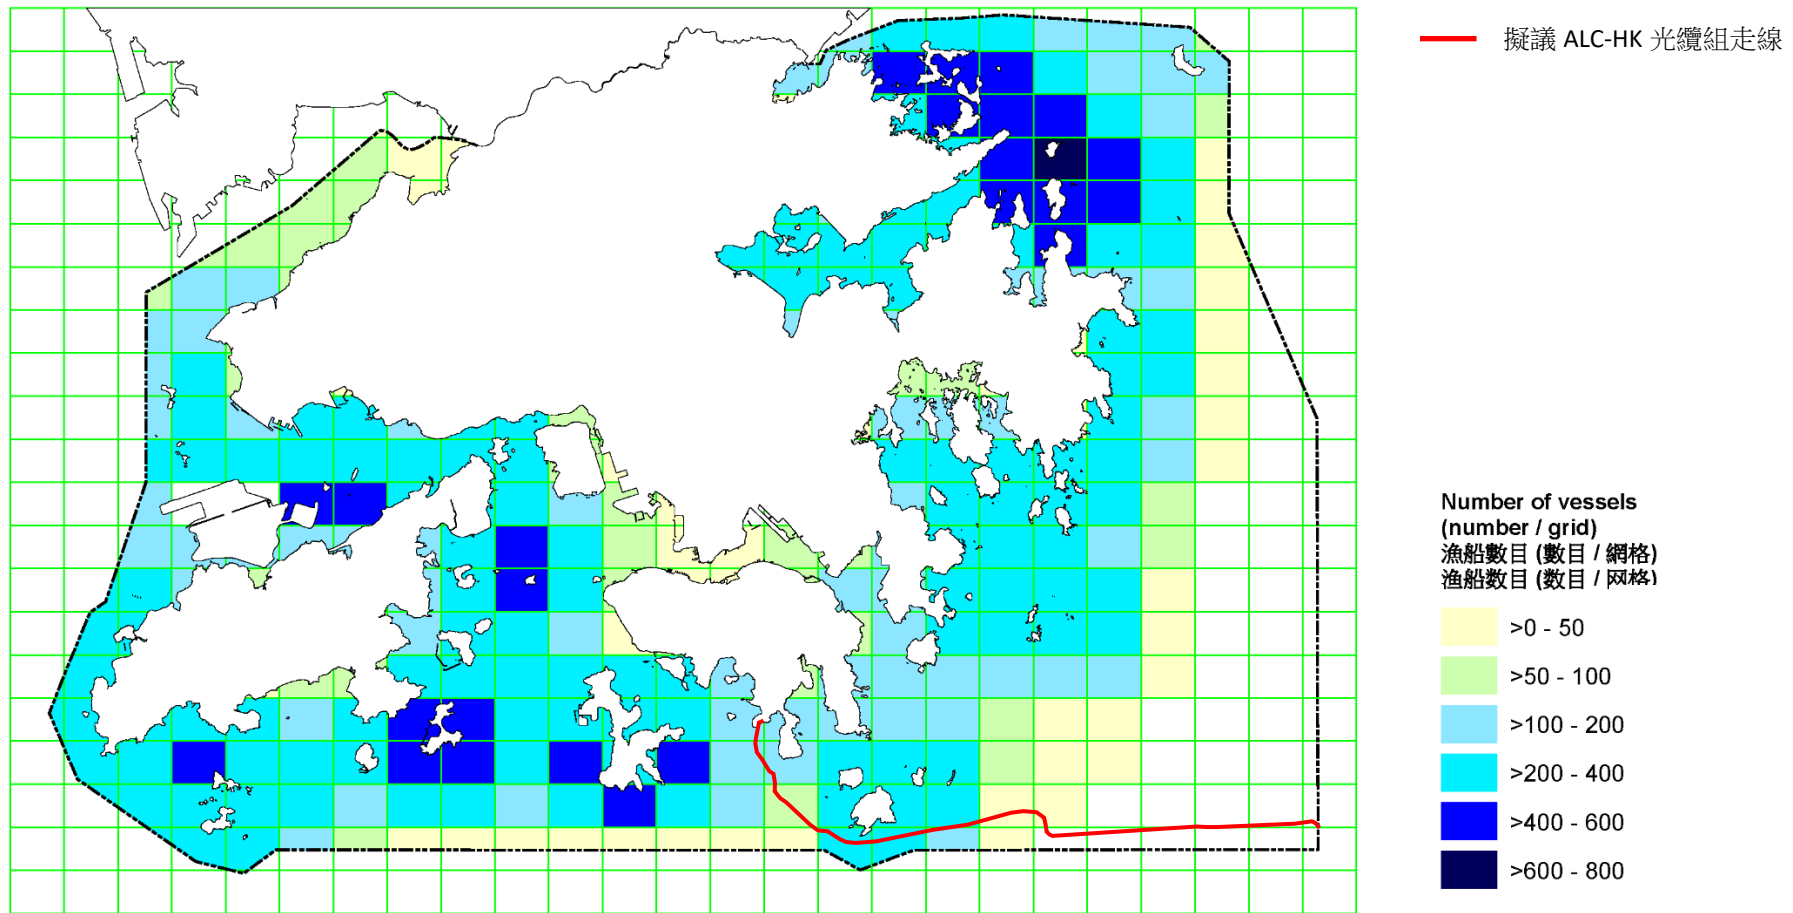 擬議 ALC-HK 光纜組走線
Number of vessels
(number / grid)
漁船數目 (數目 / 網格)
渔船数目 (数目 / 网格)
>0 - 50
>50 - 100
>100 - 200
>200 - 400
>400 - 600
>600 - 800